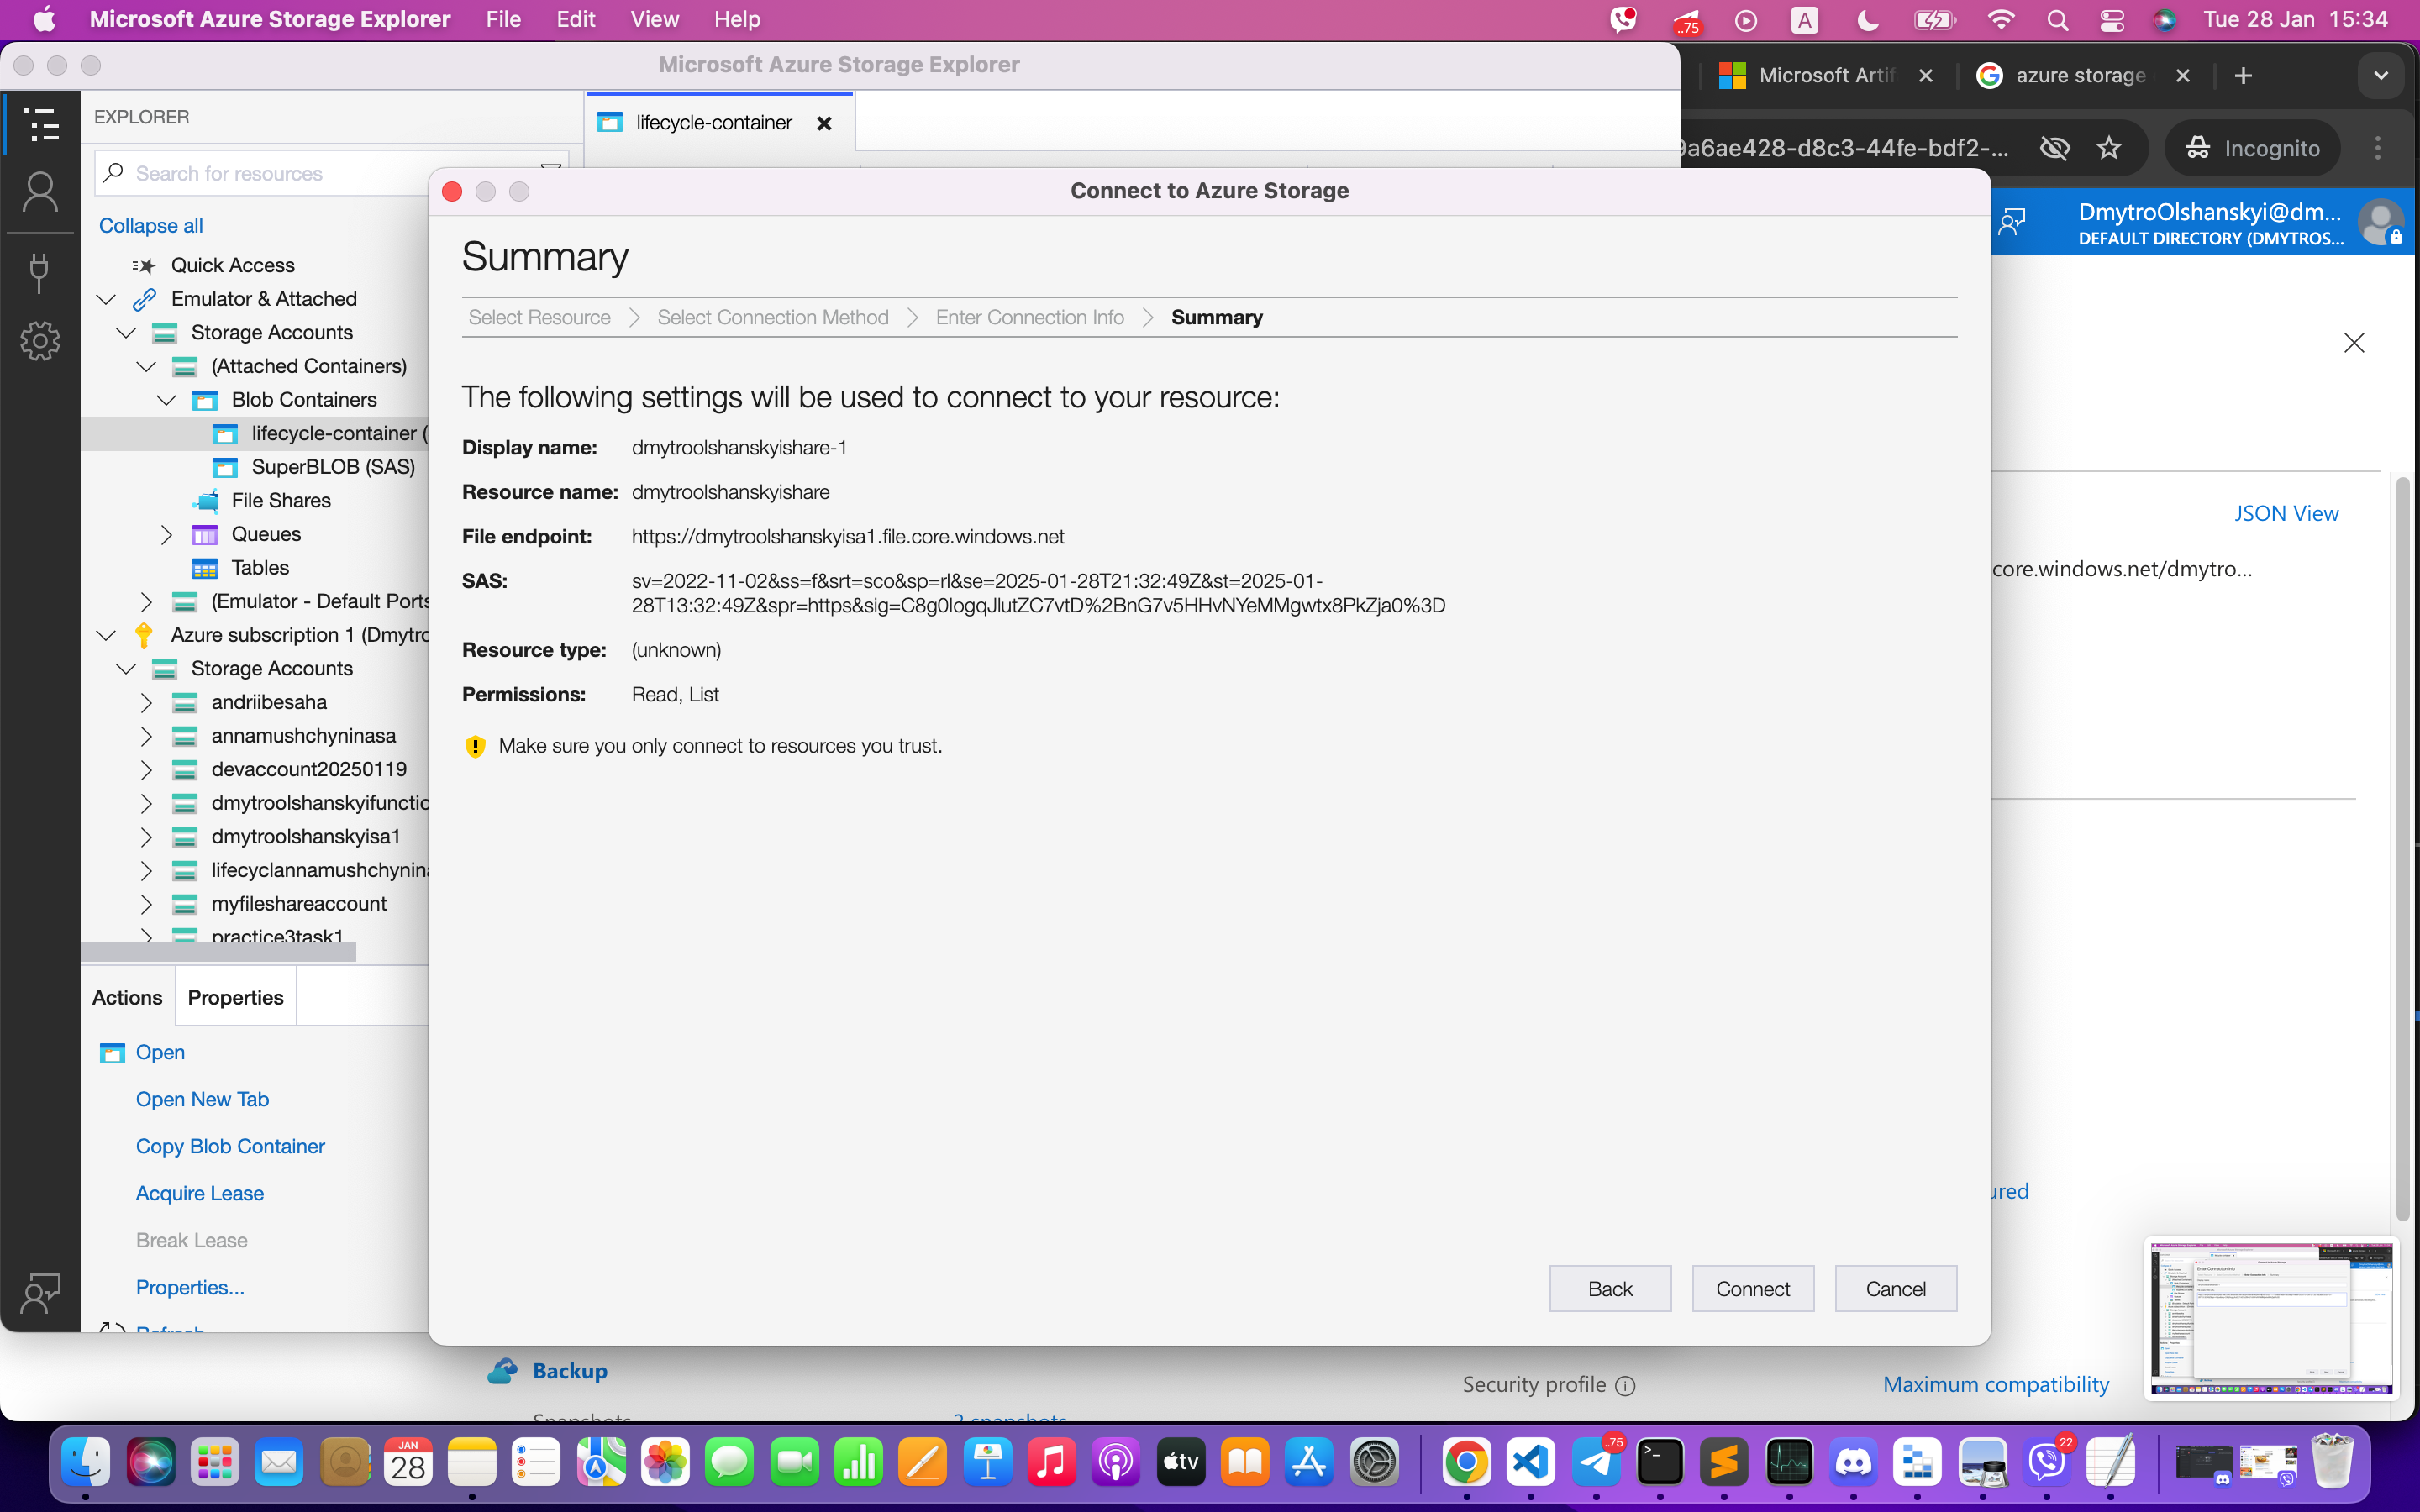 Microsoft Azure Storage Explorer File Edit View Help
..75 A Tue 28 Jan 15:34
Microsoft Azure Storage Explorer
Microsoft Artif azure storage
EXPLORER
lifecycle-container
9a6ae428-d8c3-44fe-bdf2-... Incognito
Search for resources
Connect to Azure Storage
DmytroOlshanskyi@dm...
DEFAULT DIRECTORY (DMYTROS...
Collapse all
Quick Access
Emulator & Attached
Storage Accounts
(Attached Containers)
Blob Containers
lifecycle-container (
SuperBLOB (SAS)
File Shares
Queues
Tables
(Emulator - Default Ports
Azure subscription 1 (Dmytro
Storage Accounts
andriibesaha
annamushchyninasa
devaccount20250119
dmytroolshanskyifunctio
dmytroolshanskyisa1
lifecyclannamushchynina
myfileshareaccount
practice3task1
Actions Properties
Open
Open New Tab
Copy Blob Container
Acquire Lease
Break Lease
Properties...
Refresh
Summary
Select Resource Select Connection Method Enter Connection Info Summary
The following settings will be used to connect to your resource:
Display name: dmytroolshanskyishare-1
Resource name: dmytroolshanskyishare
File endpoint: https://dmytroolshanskyisa1.file.core.windows.net
SAS: sv=2022-11-02&ss=f&srt=sco&sp=rl&se=2025-01-28T21:32:49Z&st=2025-01-
28T13:32:49Z&spr=https&sig=C8g0IogqJlutZC7vtD%2BnG7v5HHvNYeMMgwtx8PkZja0%3D
Resource type: (unknown)
Permissions: Read, List
Make sure you only connect to resources you trust.
Back Connect Cancel
JSON View
core.windows.net/dmytro...
ured
Backup
Security profile Maximum compatibility
Snapshots 2 snapshots
JAN
28
tv
..75
22